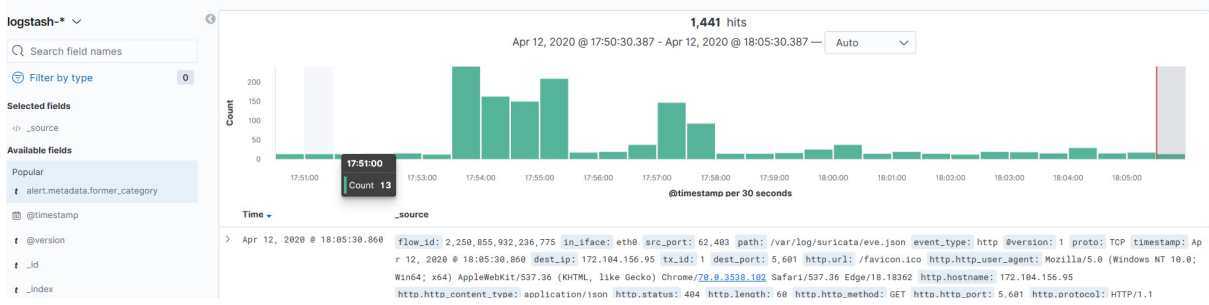 logstash-*
Search field names
Filter by type 0
Selected fields
</> _source
Available fields
Popular
t alert.metadata.former_category
@timestamp
t @version
t _id
t _index
1,441 hits
Apr 12, 2020 @ 17:50:30.387 - Apr 12, 2020 @ 18:05:30.387 — Auto
Count
200
150
100
50
0
17:51:00
Count 13
17:51:00 17:53:00 17:54:00 17:55:00 17:56:00 17:57:00 17:58:00 17:59:00 18:00:00 18:01:00 18:02:00 18:03:00 18:04:00 18:05:00
@timestamp per 30 seconds
Time _source
Apr 12, 2020 @ 18:05:30.860 flow_id: 2,250,855,932,236,775 in_iface: eth0 src_port: 62,403 path: /var/log/suricata/eve.json event_type: http @version: 1 proto: TCP timestamp: Ap
r 12, 2020 @ 18:05:30.860 dest_ip: 172.104.156.95 tx_id: 1 dest_port: 5,601 http.url: /favicon.ico http.http_user_agent: Mozilla/5.0 (Windows NT 10.0;
Win64; x64) AppleWebKit/537.36 (KHTML, like Gecko) Chrome/70.0.3538.102 Safari/537.36 Edge/18.18362 http.hostname: 172.104.156.95
http.http_content_type: application/json http.status: 404 http.length: 60 http.http_method: GET http.http_port: 5,601 http.protocol: HTTP/1.1